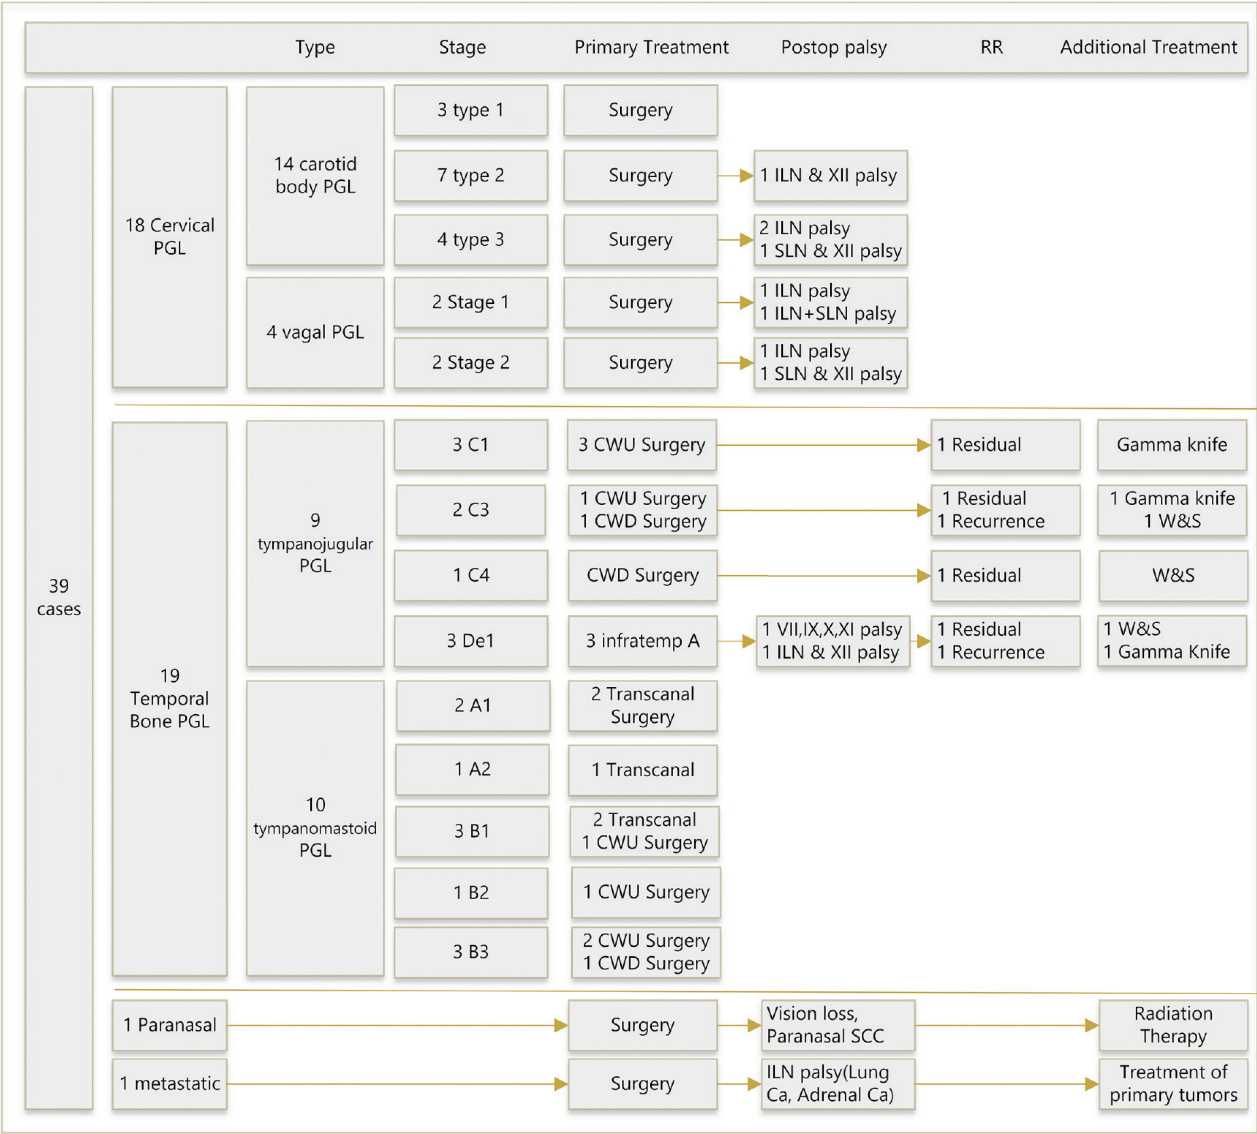 Type Stage Primary Treatment Postop palsy RR Additional Treatment
39
cases
18 Cervical
PGL
14 carotid
body PGL
3 type 1
Surgery
7 type 2
Surgery
1 ILN & XII palsy
4 type 3
Surgery
2 ILN palsy
1 SLN & XII palsy
4 vagal PGL
2 Stage 1
Surgery
1 ILN palsy
1 ILN+SLN palsy
2 Stage 2
Surgery
1 ILN palsy
1 SLN & XII palsy
19
Temporal
Bone PGL
9
tympanojugular
PGL
3 C1
3 CWU Surgery
1 Residual
Gamma knife
2 C3
1 CWU Surgery
1 CWD Surgery
1 Residual
1 Recurrence
1 Gamma knife
1 W&S
1 C4
CWD Surgery
1 Residual
W&S
3 De1
3 infratemp A
1 VII,IX,X,XI palsy
1 ILN & XII palsy
1 Residual
1 Recurrence
1 W&S
1 Gamma Knife
10
tympanomastoid
PGL
2 A1
2 Transcanal
Surgery
1 A2
1 Transcanal
3 B1
2 Transcanal
1 CWU Surgery
1 B2
1 CWU Surgery
3 B3
2 CWU Surgery
1 CWD Surgery
1 Paranasal
Surgery
Vision loss,
Paranasal SCC
Radiation
Therapy
1 metastatic
Surgery
ILN palsy(Lung
Ca, Adrenal Ca)
Treatment of
primary tumors